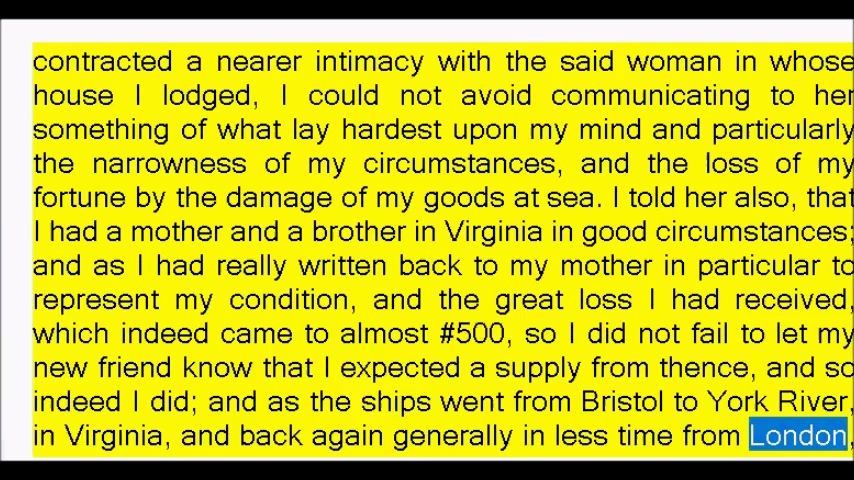 contracted a nearer intimacy with the said woman in whose
house I lodged, I could not avoid communicating to her
something of what lay hardest upon my mind and particularly
the narrowness of my circumstances, and the loss of my
fortune by the damage of my goods at sea. I told her also, that
I had a mother and a brother in Virginia in good circumstances;
and as I had really written back to my mother in particular to
represent my condition, and the great loss I had received,
which indeed came to almost #500, so I did not fail to let my
new friend know that I expected a supply from thence, and so
indeed I did; and as the ships went from Bristol to York River,
in Virginia, and back again generally in less time from London,